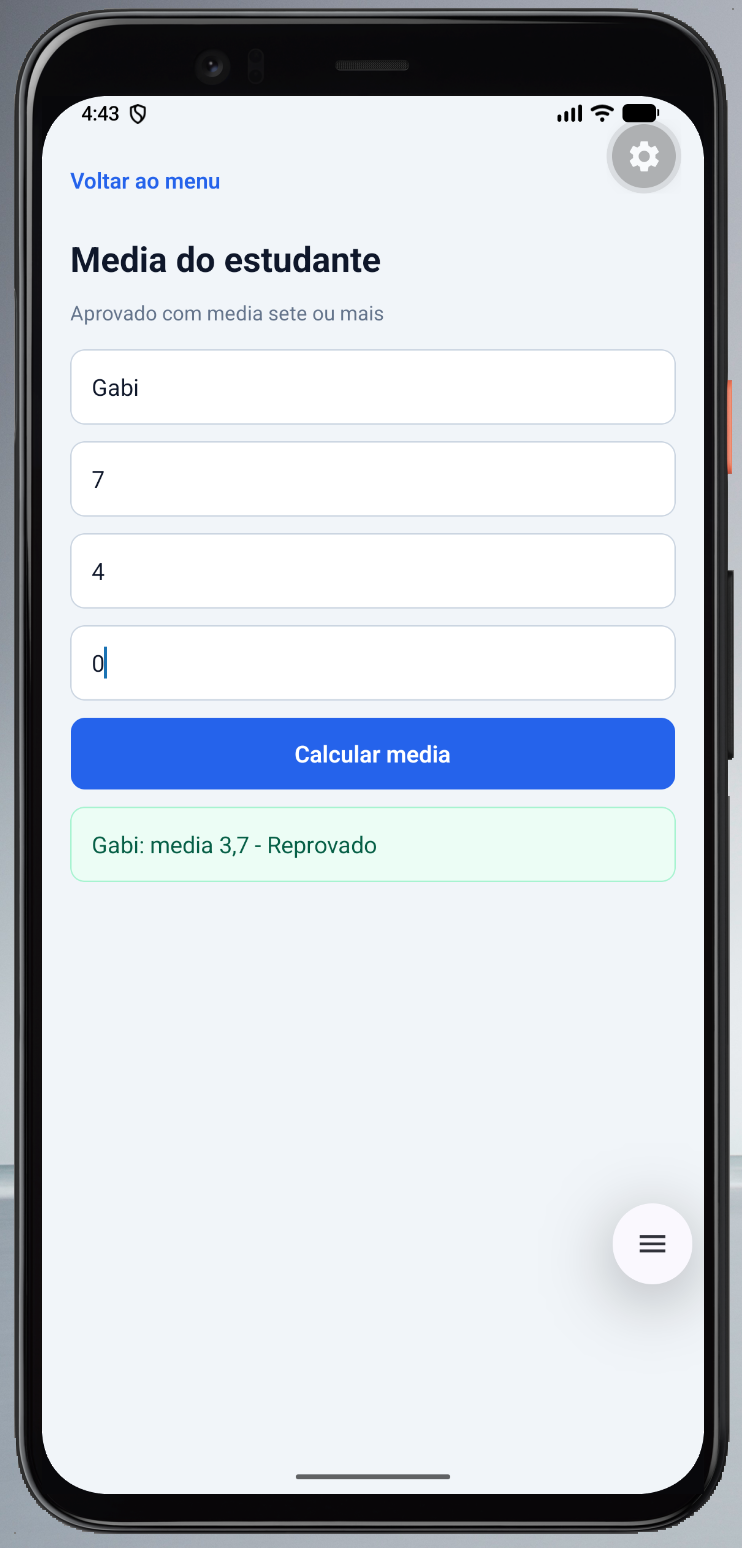 4:43
Voltar ao menu
Media do estudante
Aprovado com media sete ou mais
Gabi
7
4
0
Calcular media
Gabi: media 3,7 - Reprovado